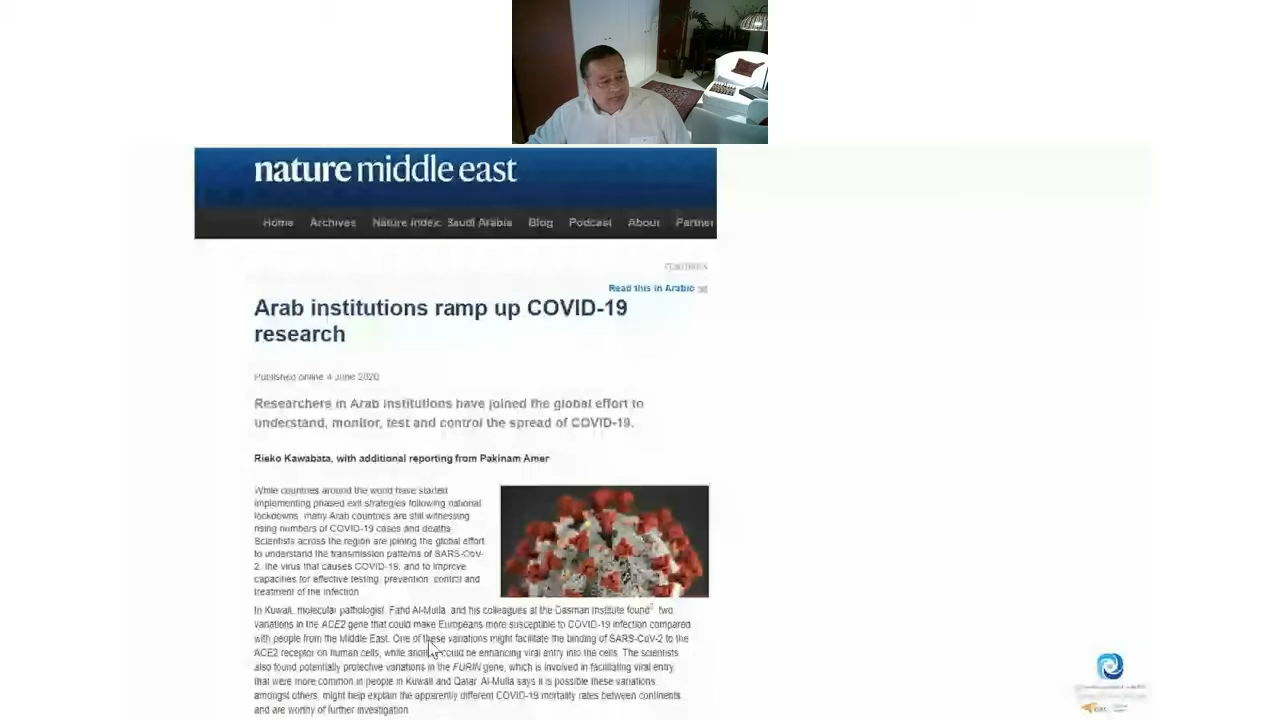 nature middle east
Home Archives Nature Index: Saudi Arabia Blog Podcast About Partner
Read this in Arabic
Arab institutions ramp up COVID-19
research
Published online 4 June 2020
Researchers in Arab institutions have joined the global effort to
understand, monitor, test and control the spread of COVID-19.
Rieko Kawabata, with additional reporting from Pakinam Amer
While countries around the world have started
implementing phased exit strategies following national
lockdowns, many Arab countries are still witnessing
rising numbers of COVID-19 cases and deaths.
Scientists across the region are joining the global effort
to understand the transmission patterns of SARS-CoV-
2, the virus that causes COVID-19, and to improve
capacities for effective testing, prevention, control and
treatment of the infection.
In Kuwait, molecular pathologist, Fahd Al-Mulla, and his colleagues at the Dasman Institute found two
variations in the ACE2 gene that could make Europeans more susceptible to COVID-19 infection compared
with people from the Middle East. One of these variations might facilitate the binding of SARS-CoV-2 to the
ACE2 receptor on human cells, while could be enhancing viral entry into the cells. The scientists
also found potentially protective variations in the FURIN gene, which is involved in facilitating viral entry
that were more common in people in Kuwait and Qatar. Al-Mulla says it is possible these variations,
amongst others, might help explain the apparently different COVID-19 mortality rates between continents
and are worthy of further investigation.